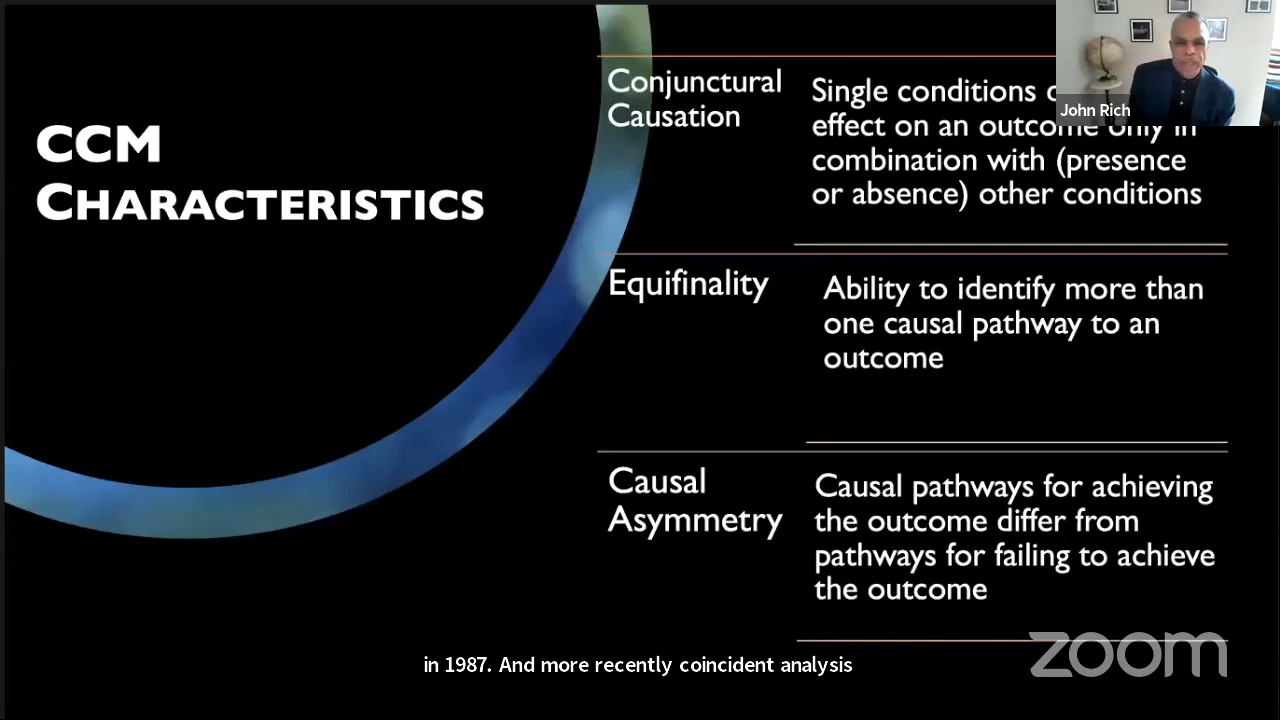 CCM
CHARACTERISTICS
Conjunctural
Causation
Single conditions
effect on an outcome only in
combination with (presence
or absence) other conditions
Equifinality
Ability to identify more than
one causal pathway to an
outcome
Causal
Asymmetry
Causal pathways for achieving
the outcome differ from
pathways for failing to achieve
the outcome
John Rich
in 1987. And more recently coincident analysis
zoom